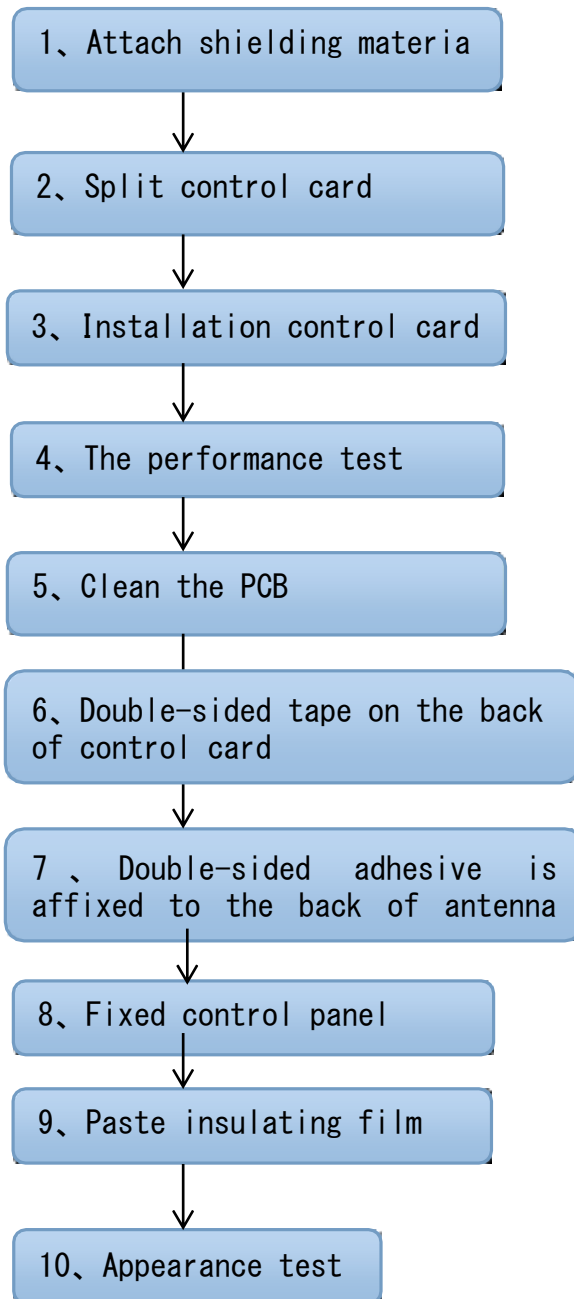 1、Attach shielding materia
2、Split control card
3、Installation control card
4、The performance test
5、Clean the PCB
6、Double-sided tape on the back
of control card
7 、 Double-sided adhesive is
affixed to the back of antenna
8、Fixed control panel
9、Paste insulating film
10、Appearance test